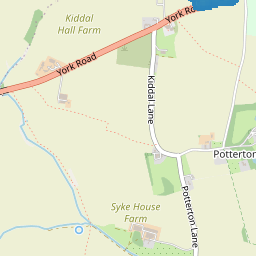 Kiddal
Hall Farm
York Ro
York Road
Kiddal Lane
Potterton
Syke House
Farm
Potterton Lane